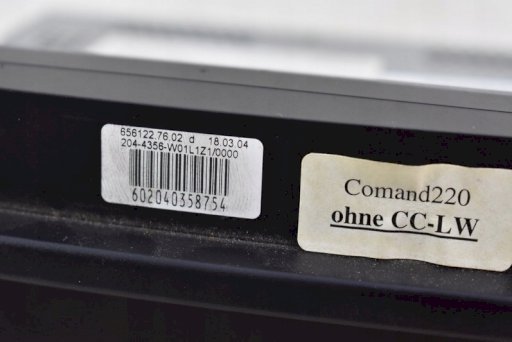 656122.76.02 d 18.03.04
204-4356-W01L1Z1/0000
602040358754
Comand220
ohne CC-LW